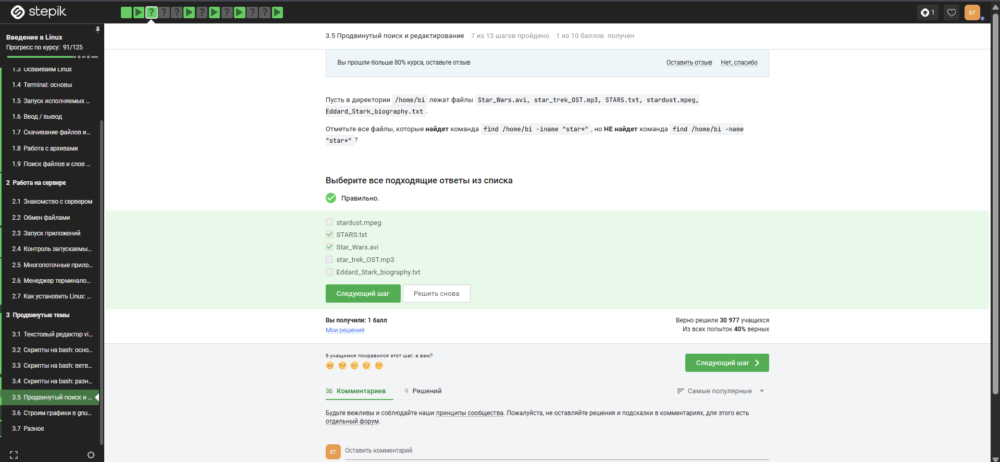 stepik
? ? ? ? ? ? ?
1
ЕГ
Введение в Linux
Прогресс по курсу: 91/125
1.3 Осваиваем Linux
1.4 Terminal: основы
1.5 Запуск исполняемых ...
1.6 Ввод / вывод
1.7 Скачивание файлов и...
1.8 Работа с архивами
1.9 Поиск файлов и слов ...
2 Работа на сервере
2.1 Знакомство с сервером
2.2 Обмен файлами
2.3 Запуск приложений
2.4 Контроль запускаемы...
2.5 Многопоточные прило...
2.6 Менеджер терминало...
2.7 Как установить Linux: ...
3 Продвинутые темы
3.1 Текстовый редактор vi...
3.2 Скрипты на bash: осно...
3.3 Скрипты на bash: ветв...
3.4 Скрипты на bash: разн...
3.5 Продвинутый поиск и ...
3.6 Строим графики в gnu...
3.7 Разное
3.5 Продвинутый поиск и редактирование 7 из 13 шагов пройдено 1 из 10 баллов получен
Вы прошли больше 80% курса, оставьте отзыв Оставить отзыв Нет, спасибо
Пусть в директории /home/bi лежат файлы Star_Wars.avi, star_trek_OST.mp3, STARS.txt, stardust.mpeg,
Eddard_Stark_biography.txt.
Отметьте все файлы, которые найдет команда find /home/bi -iname "star*", но НЕ найдет команда find /home/bi -name
"star*"?
Выберите все подходящие ответы из списка
Правильно.
stardust.mpeg
STARS.txt
Star_Wars.avi
star_trek_OST.mp3
Eddard_Stark_biography.txt
Следующий шаг Решить снова
Вы получили: 1 балл
Мои решения
Верно решили 30 977 учащихся
Из всех попыток 40% верных
6 учащимся понравился этот шаг, а вам?
Следующий шаг
36 Комментариев 9 Решений Самые популярные
Будьте вежливы и соблюдайте наши принципы сообщества. Пожалуйста, не оставляйте решения и подсказки в комментариях, для этого есть
отдельный форум.
ЕГ Оставить комментарий